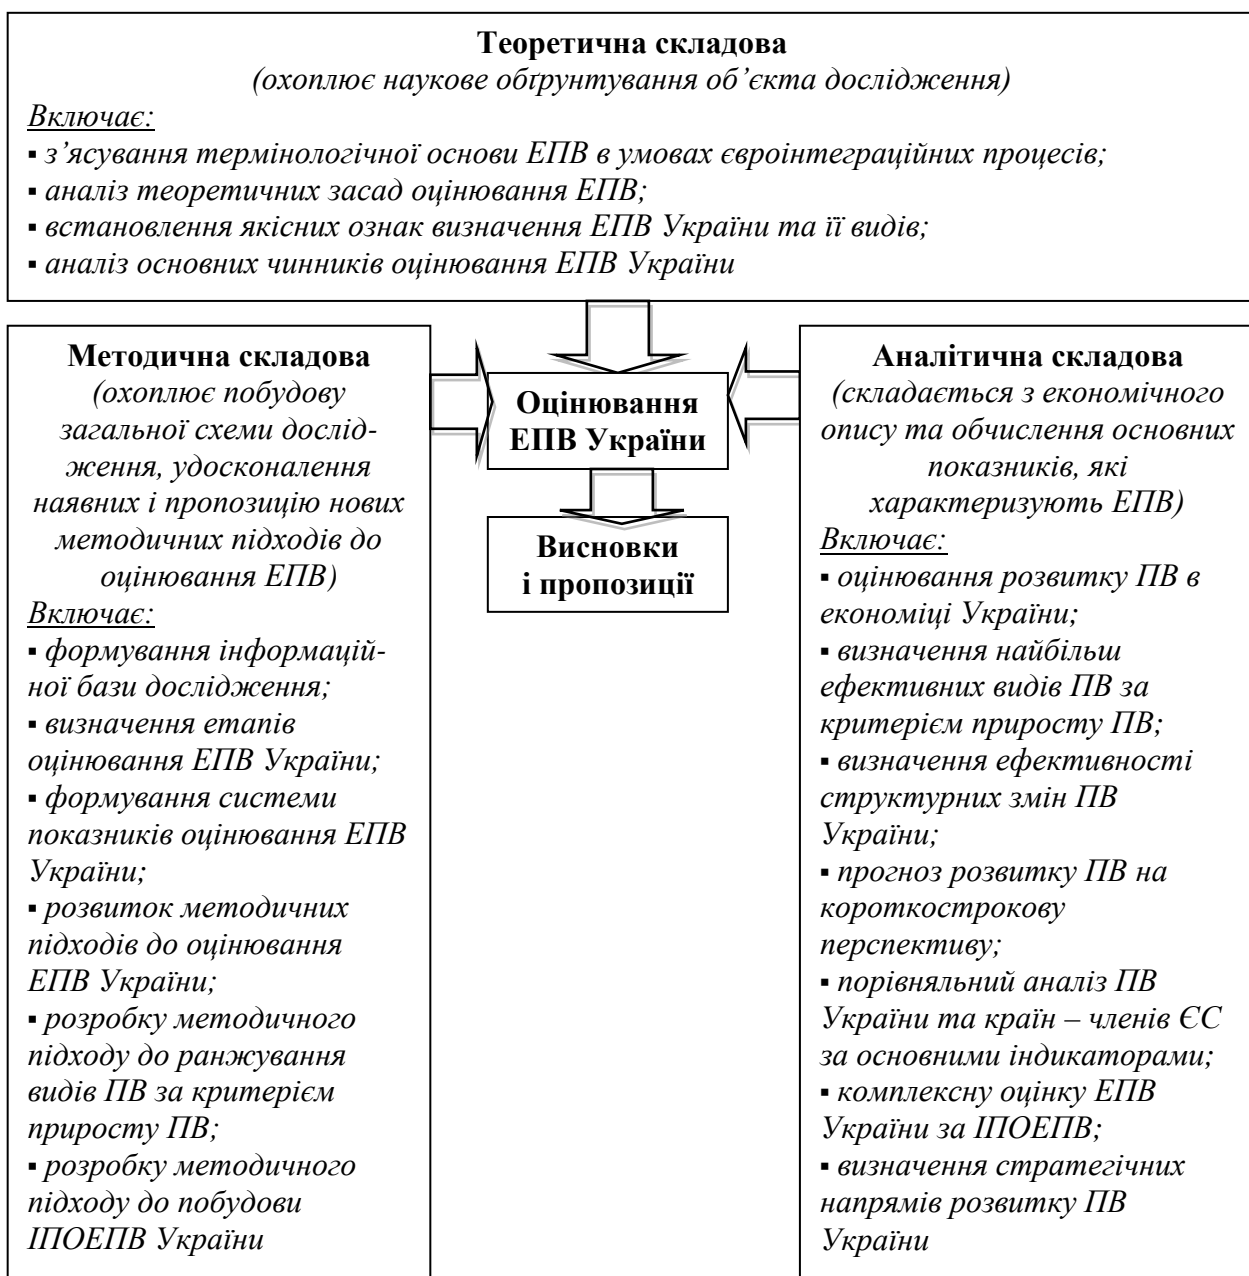 Теоретична складова
(охоплює наукове обґрунтування об’єкта дослідження)
Включає:
▪ з’ясування термінологічної основи ЕПВ в умовах євроінтеграційних процесів;
▪ аналіз теоретичних засад оцінювання ЕПВ;
▪ встановлення якісних ознак визначення ЕПВ України та її видів;
▪ аналіз основних чинників оцінювання ЕПВ України
Методична складова
(охоплює побудову
загальної схеми дослід-
ження, удосконалення
наявних і пропозицію нових
методичних підходів до
оцінювання ЕПВ)
Включає:
▪ формування інформацій-
ної бази дослідження;
▪ визначення етапів
оцінювання ЕПВ України;
▪ формування системи
показників оцінювання ЕПВ
України;
▪ розвиток методичних
підходів до оцінювання
ЕПВ України;
▪ розробку методичного
підходу до ранжування
видів ПВ за критерієм
приросту ПВ;
▪ розробку методичного
підходу до побудови
ІПОЕПВ України
Оцінювання
ЕПВ України
Висновки
і пропозиції
Аналітична складова
(складається з економічного
опису та обчислення основних
показників, які
характеризують ЕПВ)
Включає:
▪ оцінювання розвитку ПВ в
економіці України;
▪ визначення найбільш
ефективних видів ПВ за
критерієм приросту ПВ;
▪ визначення ефективності
структурних змін ПВ
України;
▪ прогноз розвитку ПВ на
короткострокову
перспективу;
▪ порівняльний аналіз ПВ
України та країн – членів ЄС
за основними індикаторами;
▪ комплексну оцінку ЕПВ
України за ІПОЕПВ;
▪ визначення стратегічних
напрямів розвитку ПВ
України